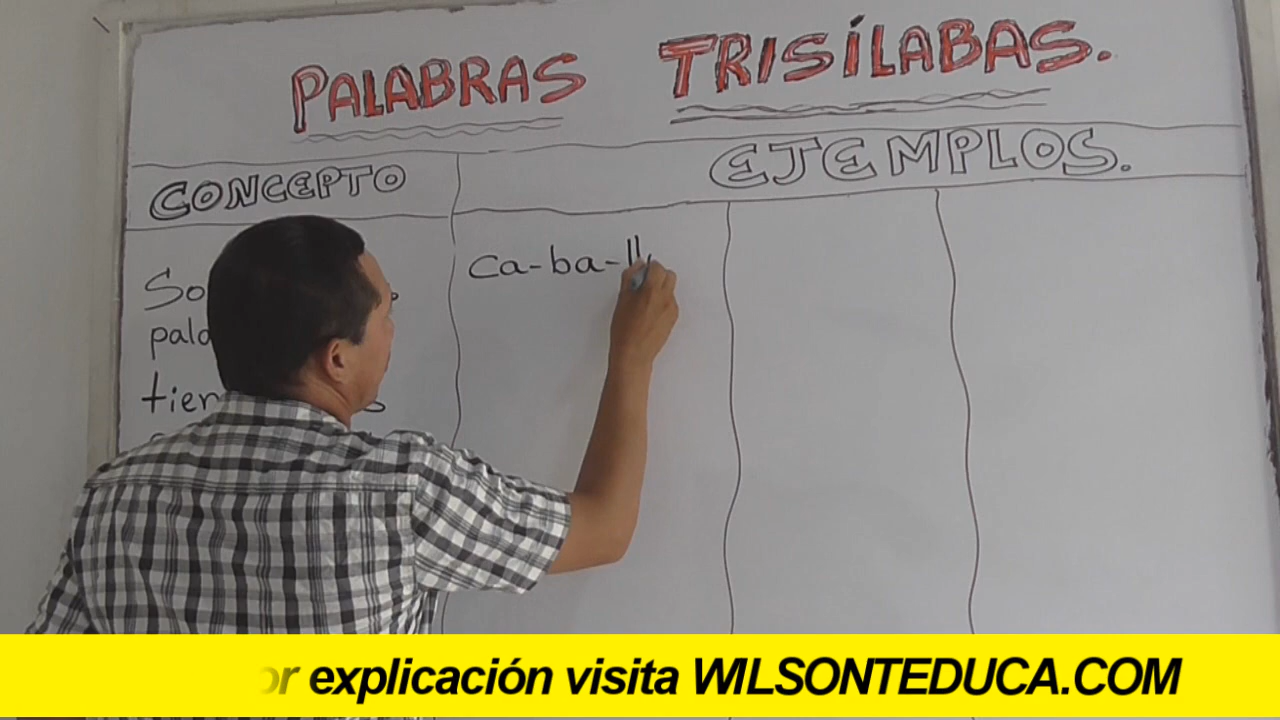 PALABRAS TRISÍLABAS.
CONCEPTO
EJEMPLOS.
ca-ba-ll
explicación visita WILSONTEDUCA.COM